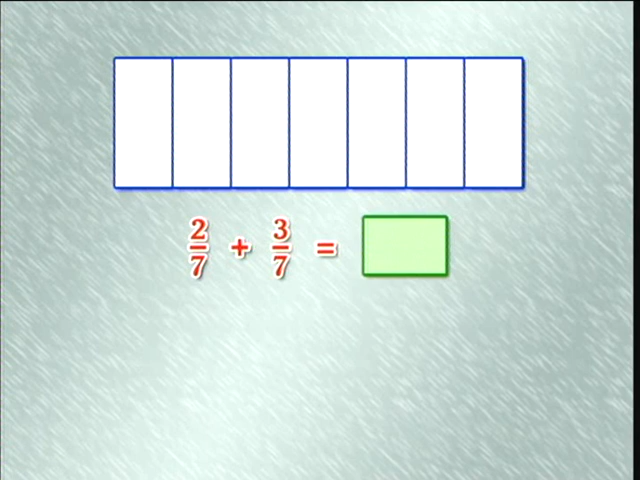 2/7 + 3/7 =